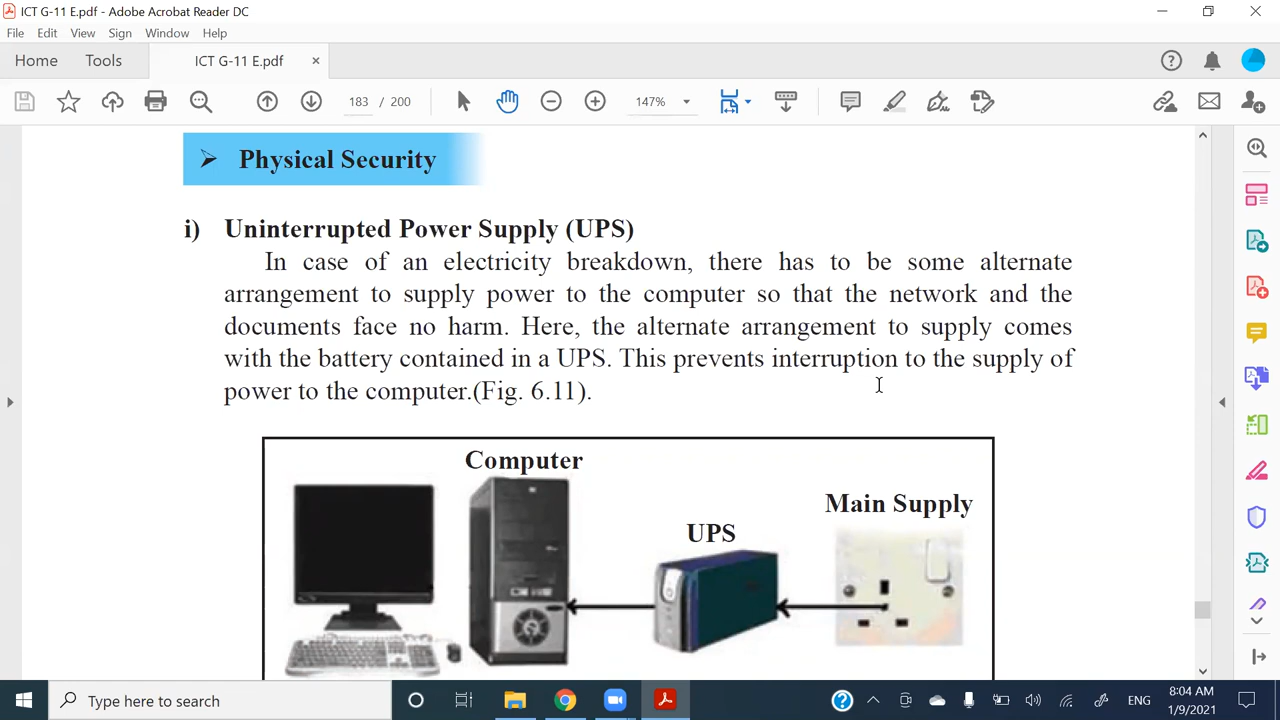 ICT G-11 E.pdf - Adobe Acrobat Reader DC
File Edit View Sign Window Help
Home Tools ICT G-11 E.pdf ×
183 / 200 147%
Physical Security
i) Uninterrupted Power Supply (UPS)
In case of an electricity breakdown, there has to be some alternate
arrangement to supply power to the computer so that the network and the
documents face no harm. Here, the alternate arrangement to supply comes
with the battery contained in a UPS. This prevents interruption to the supply of
power to the computer.(Fig. 6.11).
Computer
Main Supply
UPS
Type here to search
ENG
8:04 AM
1/9/2021